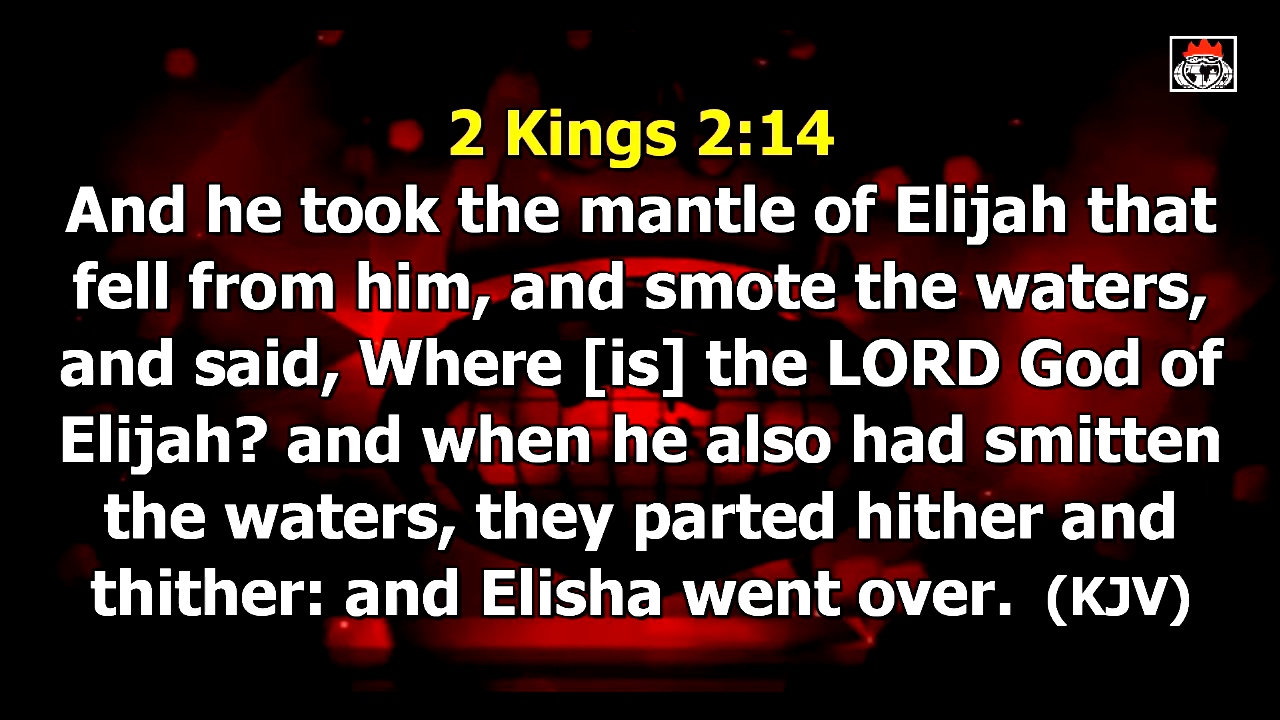 2 Kings 2:14
And he took the mantle of Elijah that
fell from him, and smote the waters,
and said, Where [is] the LORD God of
Elijah? and when he also had smitten
the waters, they parted hither and
thither: and Elisha went over. (KJV)